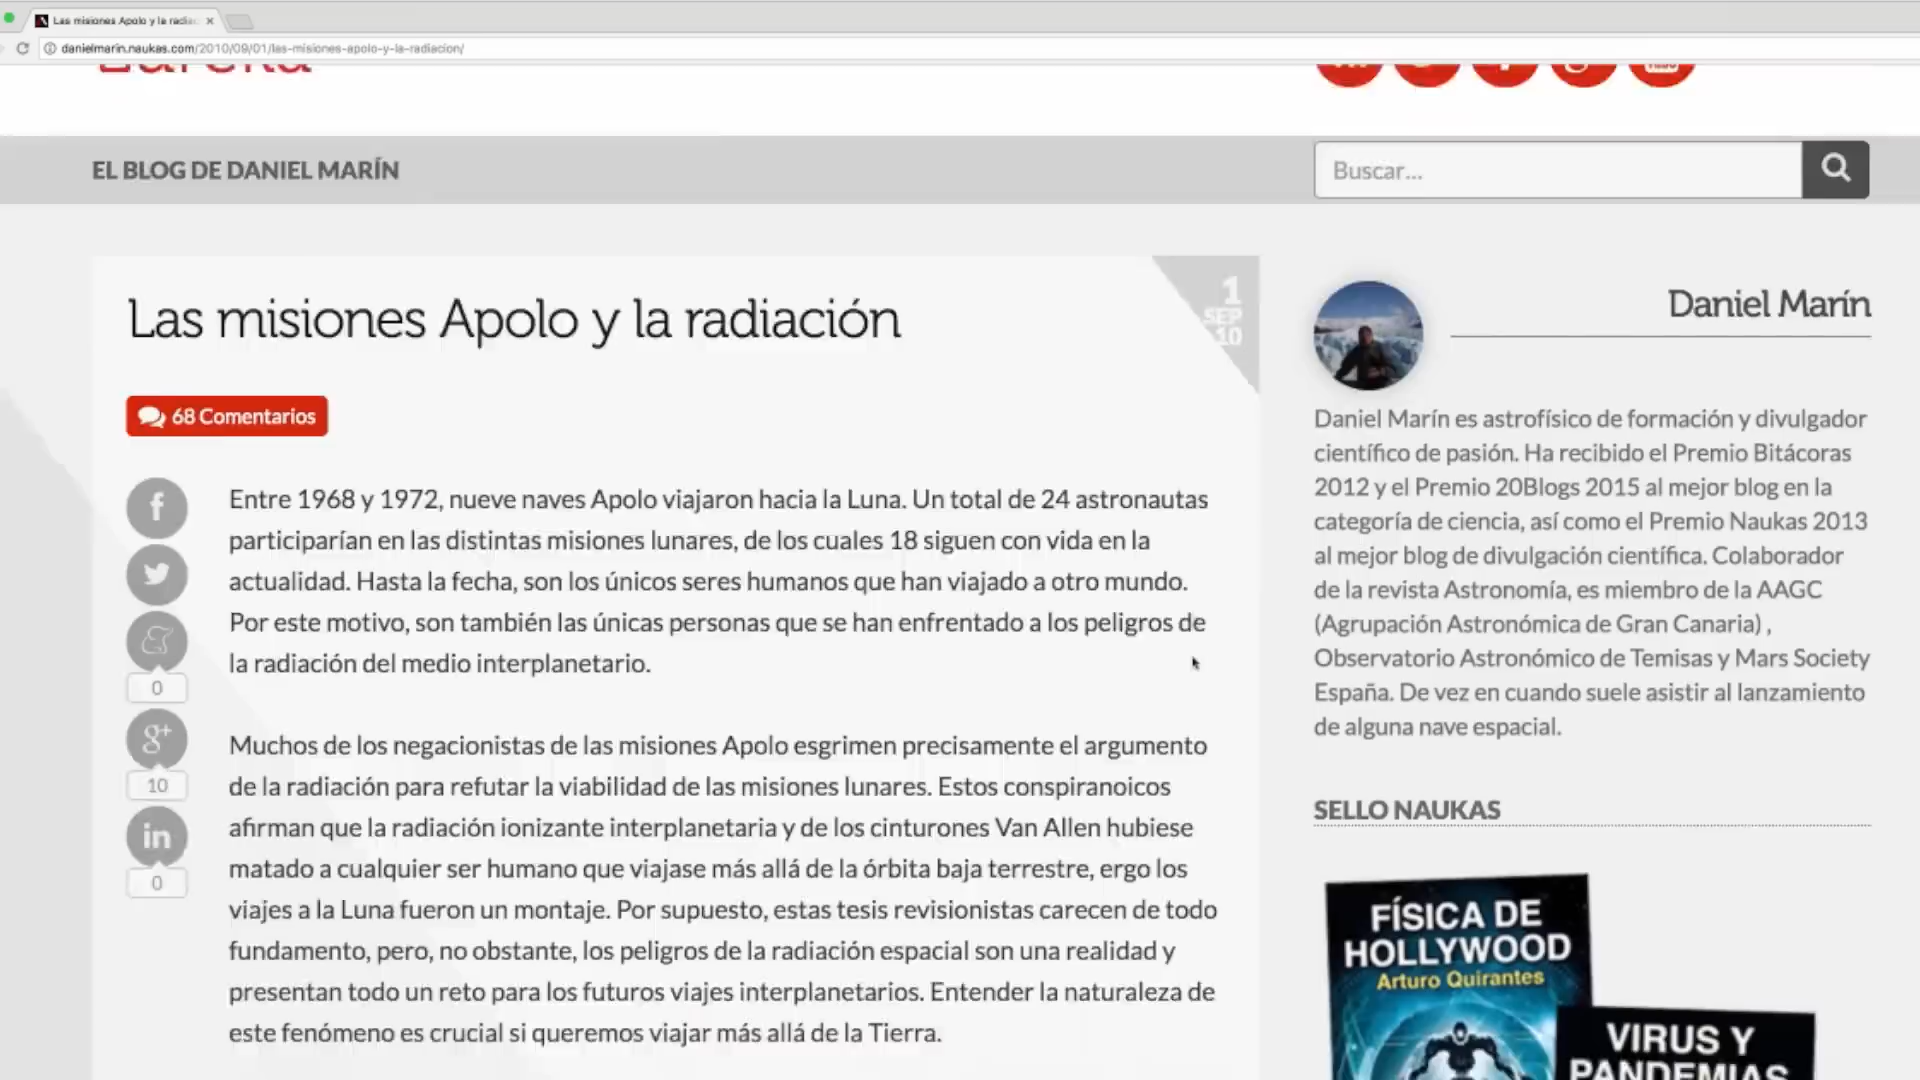 Las misiones Apolo y la radia
danielmarin.naukas.com/2010/09/01/las-misiones-apolo-y-la-radiacion/
EL BLOG DE DANIEL MARÍN
Buscar...
Las misiones Apolo y la radiación
1
SEP
10
68 Comentarios
Entre 1968 y 1972, nueve naves Apolo viajaron hacia la Luna. Un total de 24 astronautas
participarían en las distintas misiones lunares, de los cuales 18 siguen con vida en la
actualidad. Hasta la fecha, son los únicos seres humanos que han viajado a otro mundo.
Por este motivo, son también las únicas personas que se han enfrentado a los peligros de
la radiación del medio interplanetario.
0
10
0
Muchos de los negacionistas de las misiones Apolo esgrimen precisamente el argumento
de la radiación para refutar la viabilidad de las misiones lunares. Estos conspiranoicos
afirman que la radiación ionizante interplanetaria y de los cinturones Van Allen hubiese
matado a cualquier ser humano que viajase más allá de la órbita baja terrestre, ergo los
viajes a la Luna fueron un montaje. Por supuesto, estas tesis revisionistas carecen de todo
fundamento, pero, no obstante, los peligros de la radiación espacial son una realidad y
presentan todo un reto para los futuros viajes interplanetarios. Entender la naturaleza de
este fenómeno es crucial si queremos viajar más allá de la Tierra.
Daniel Marín
Daniel Marín es astrofísico de formación y divulgador
científico de pasión. Ha recibido el Premio Bitácoras
2012 y el Premio 20Blogs 2015 al mejor blog en la
categoría de ciencia, así como el Premio Naukas 2013
al mejor blog de divulgación científica. Colaborador
de la revista Astronomía, es miembro de la AAGC
(Agrupación Astronómica de Gran Canaria) ,
Observatorio Astronómico de Temisas y Mars Society
España. De vez en cuando suele asistir al lanzamiento
de alguna nave espacial.
SELLO NAUKAS
FÍSICA DE
HOLLYWOOD
Arturo Quirantes
VIRUS Y
PANDEMIAS